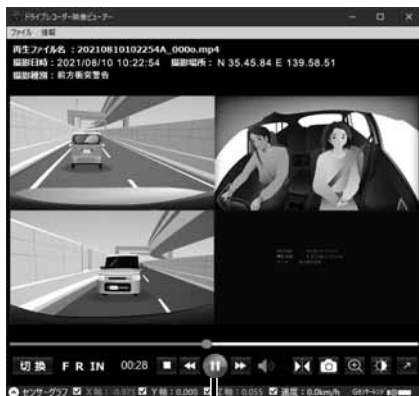 ドライブレコーダー映像ビューアー
ファイル 情報
再生ファイル名 : 20210810102254A_000o.mp4
撮影日時 : 2021/08/10 10:22:54 撮影場所 : N 35.45.84 E 139.58.51
撮影種別 : 前方衝突警告
切 換 F R IN 00:28
センサーグラフ X 軸 : -0.975 Y 軸 : 0.000 Z 軸 : 0.055 速度 : 0.0km/h